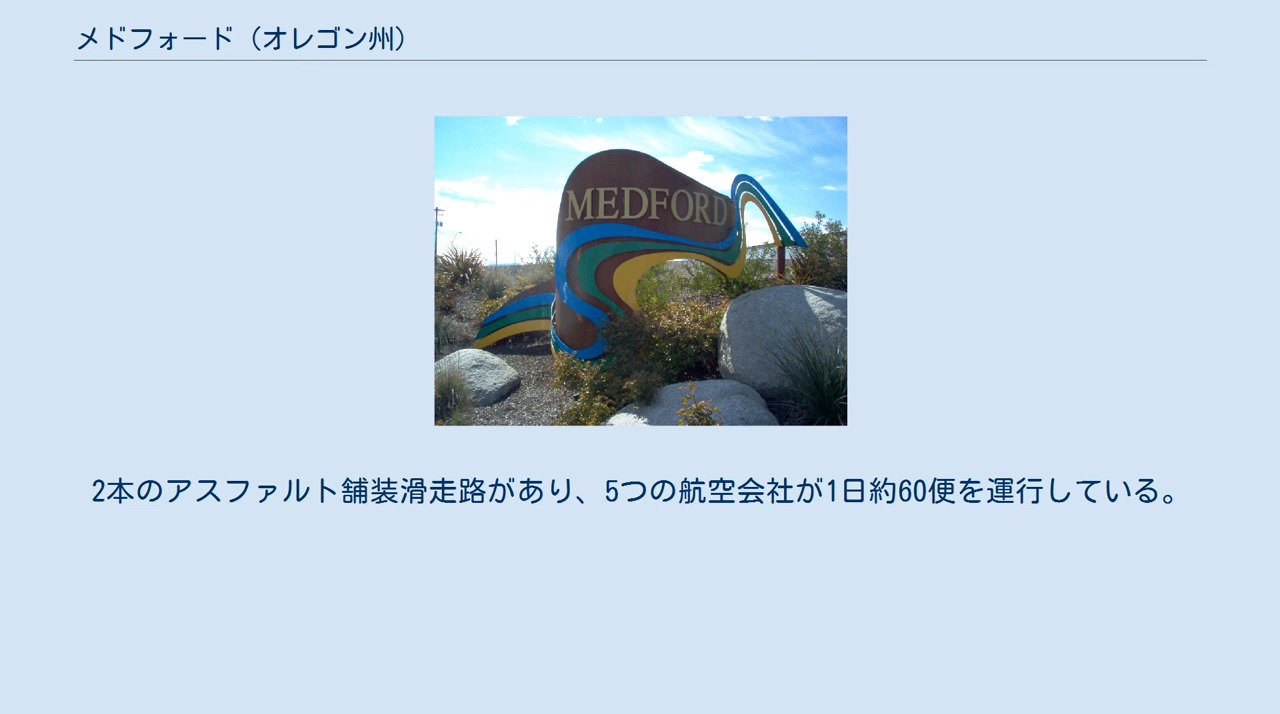 メドフォード（オレゴン州）
MEDFORD
2本のアスファルト舗装滑走路があり、5つの航空会社が1日約60便を運行している。